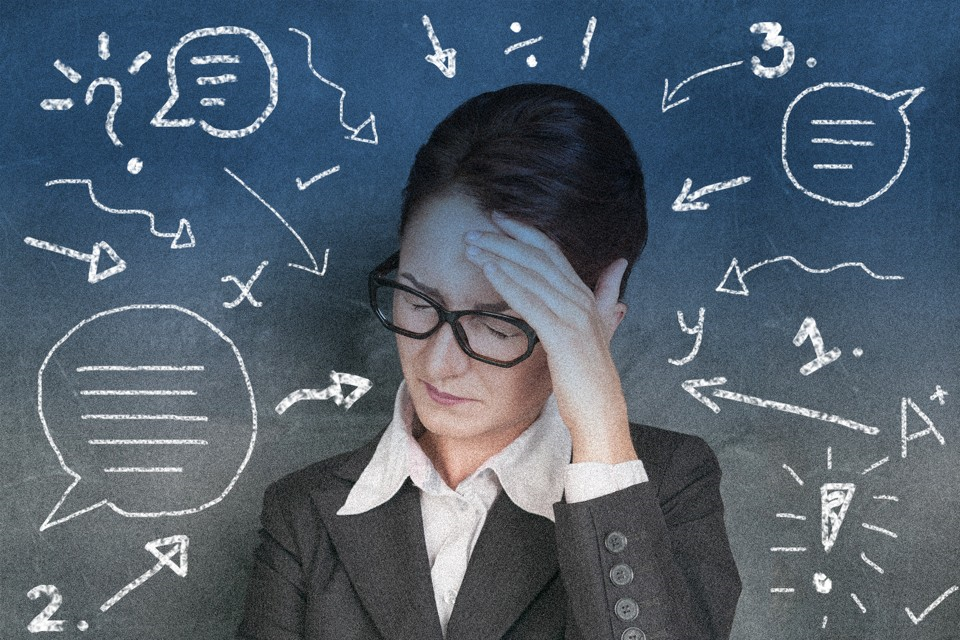 ÷ /
3.
?
✓
x
y
1.
A+
!
2.
✓